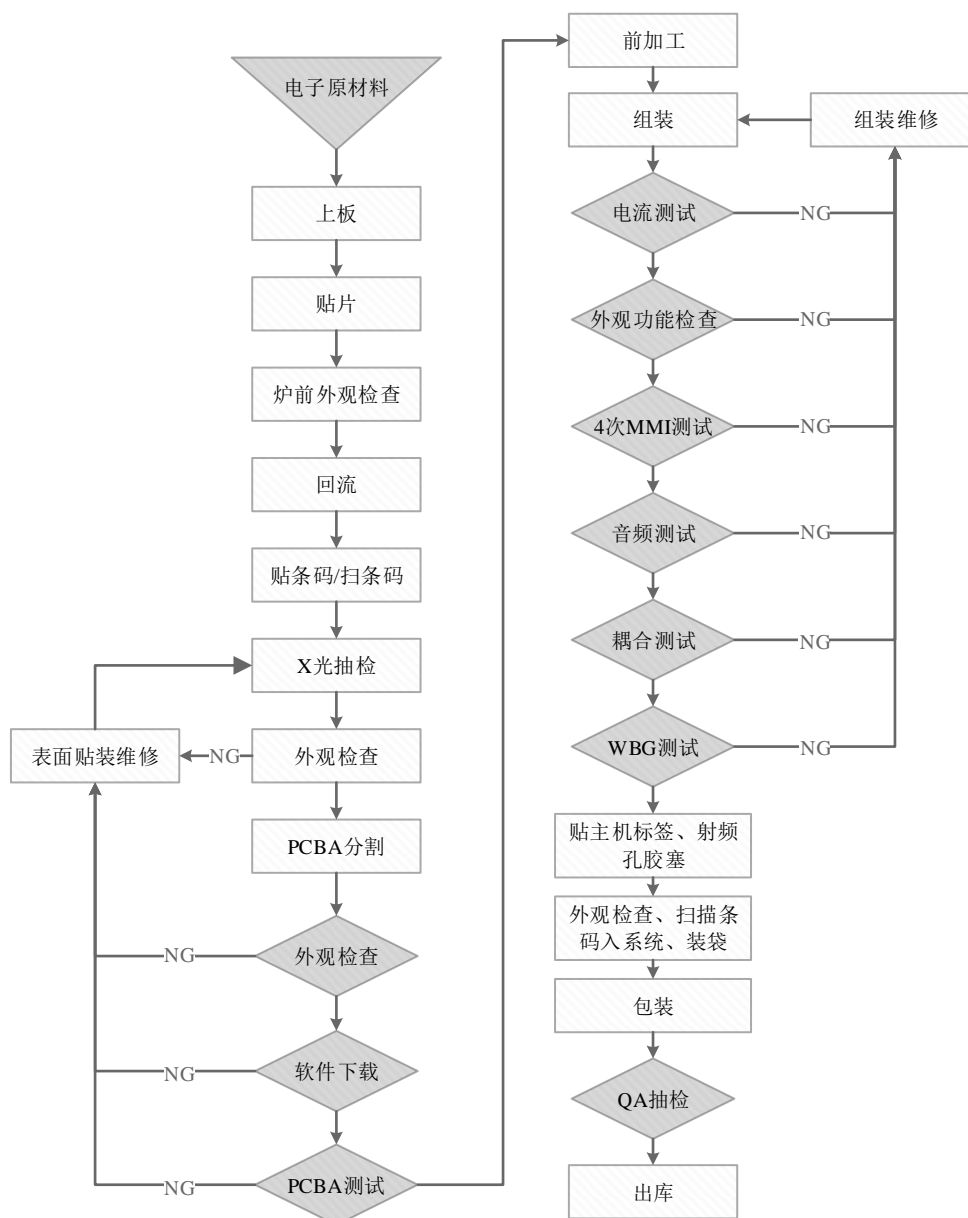 电子原材料
上板
贴片
炉前外观检查
回流
贴条码/扫条码
X光抽检
表面贴装维修
NG
外观检查
PCBA分割
NG
外观检查
NG
软件下载
NG
PCBA测试
前加工
组装
组装维修
电流测试
NG
外观功能检查
NG
4次MMI测试
NG
音频测试
NG
耦合测试
NG
WBG测试
NG
贴主机标签、射频
孔胶塞
外观检查、扫描条
码入系统、装袋
包装
QA抽检
出库